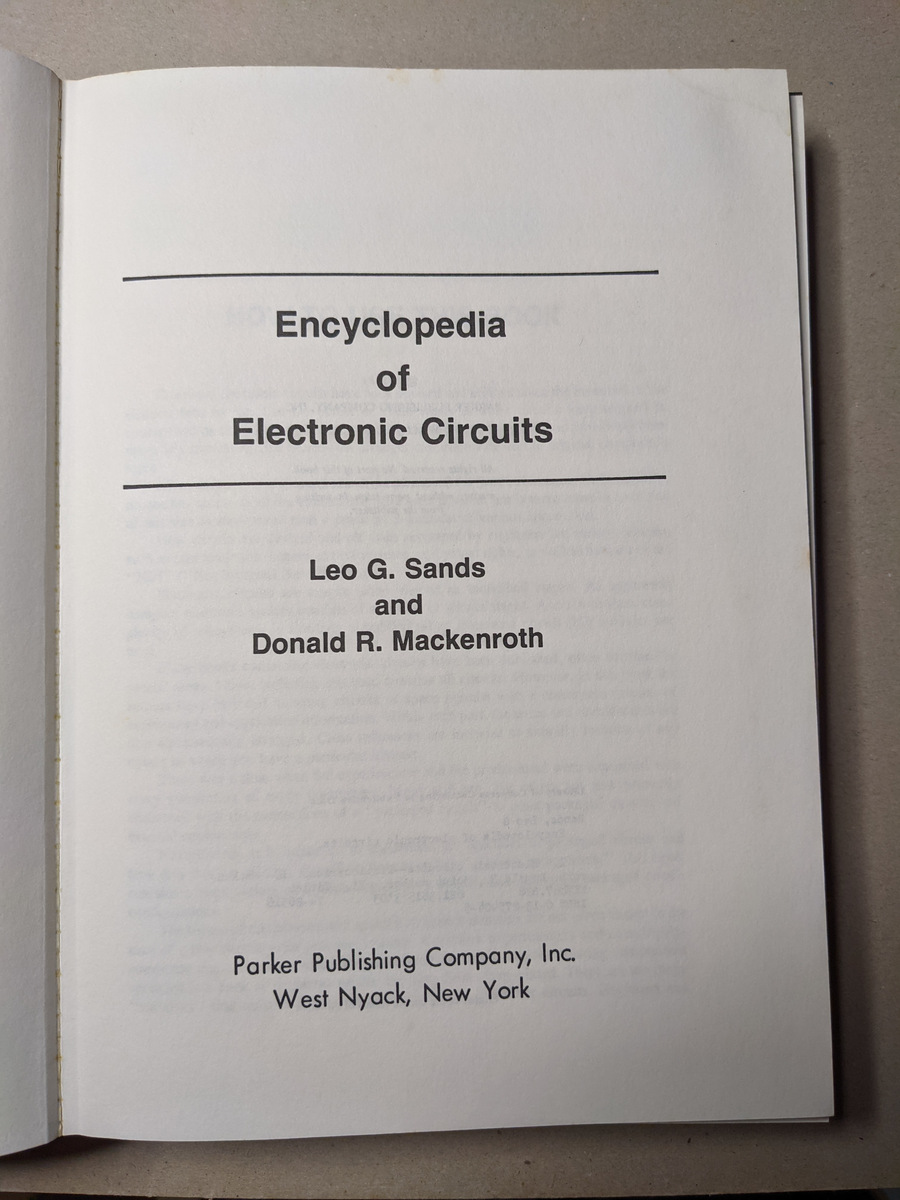 Encyclopedia
of
Electronic Circuits
Leo G. Sands
and
Donald R. Mackenroth
Parker Publishing Company, Inc.
West Nyack, New York